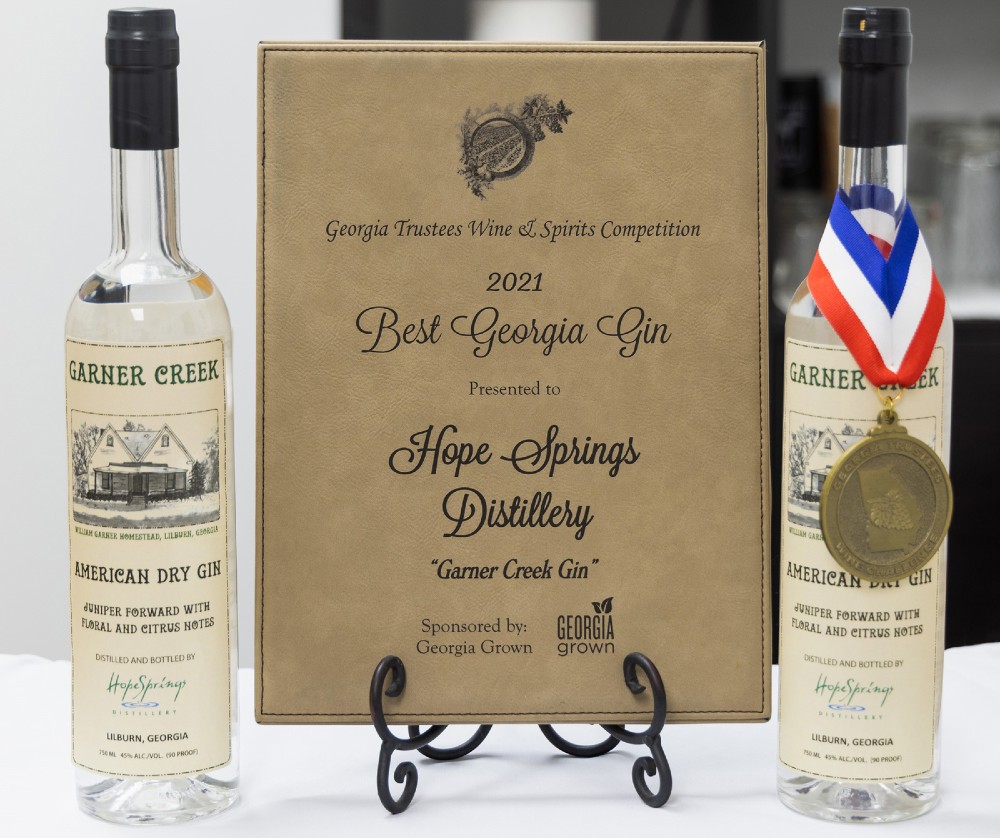 GARNER CREEK
WILLIAM GARNER HOMESTEAD, LILBURN, GEORGIA
AMERICAN DRY GIN
JUNIPER FORWARD WITH
FLORAL AND CITRUS NOTES
DISTILLED AND BOTTLED BY
HopeSprings
DISTILLERY
LILBURN, GEORGIA
750 ML 45% ALC./VOL. (90 PROOF)
Georgia Trustees Wine & Spirits Competition
2021
Best Georgia Gin
Presented to
Hope Springs
Distillery
"Garner Creek Gin"
Sponsored by:
Georgia Grown
GEORGIA
grown
GARNER CREEK
WILLIAM
AMERICAN DRY GIN
JUNIPER FORWARD WITH
FLORAL AND CITRUS NOTES
DISTILLED AND BOTTLED BY
HopeSprings
DISTILLERY
LILBURN, GEORGIA
750 ML 45% ALC./VOL. (90 PROOF)